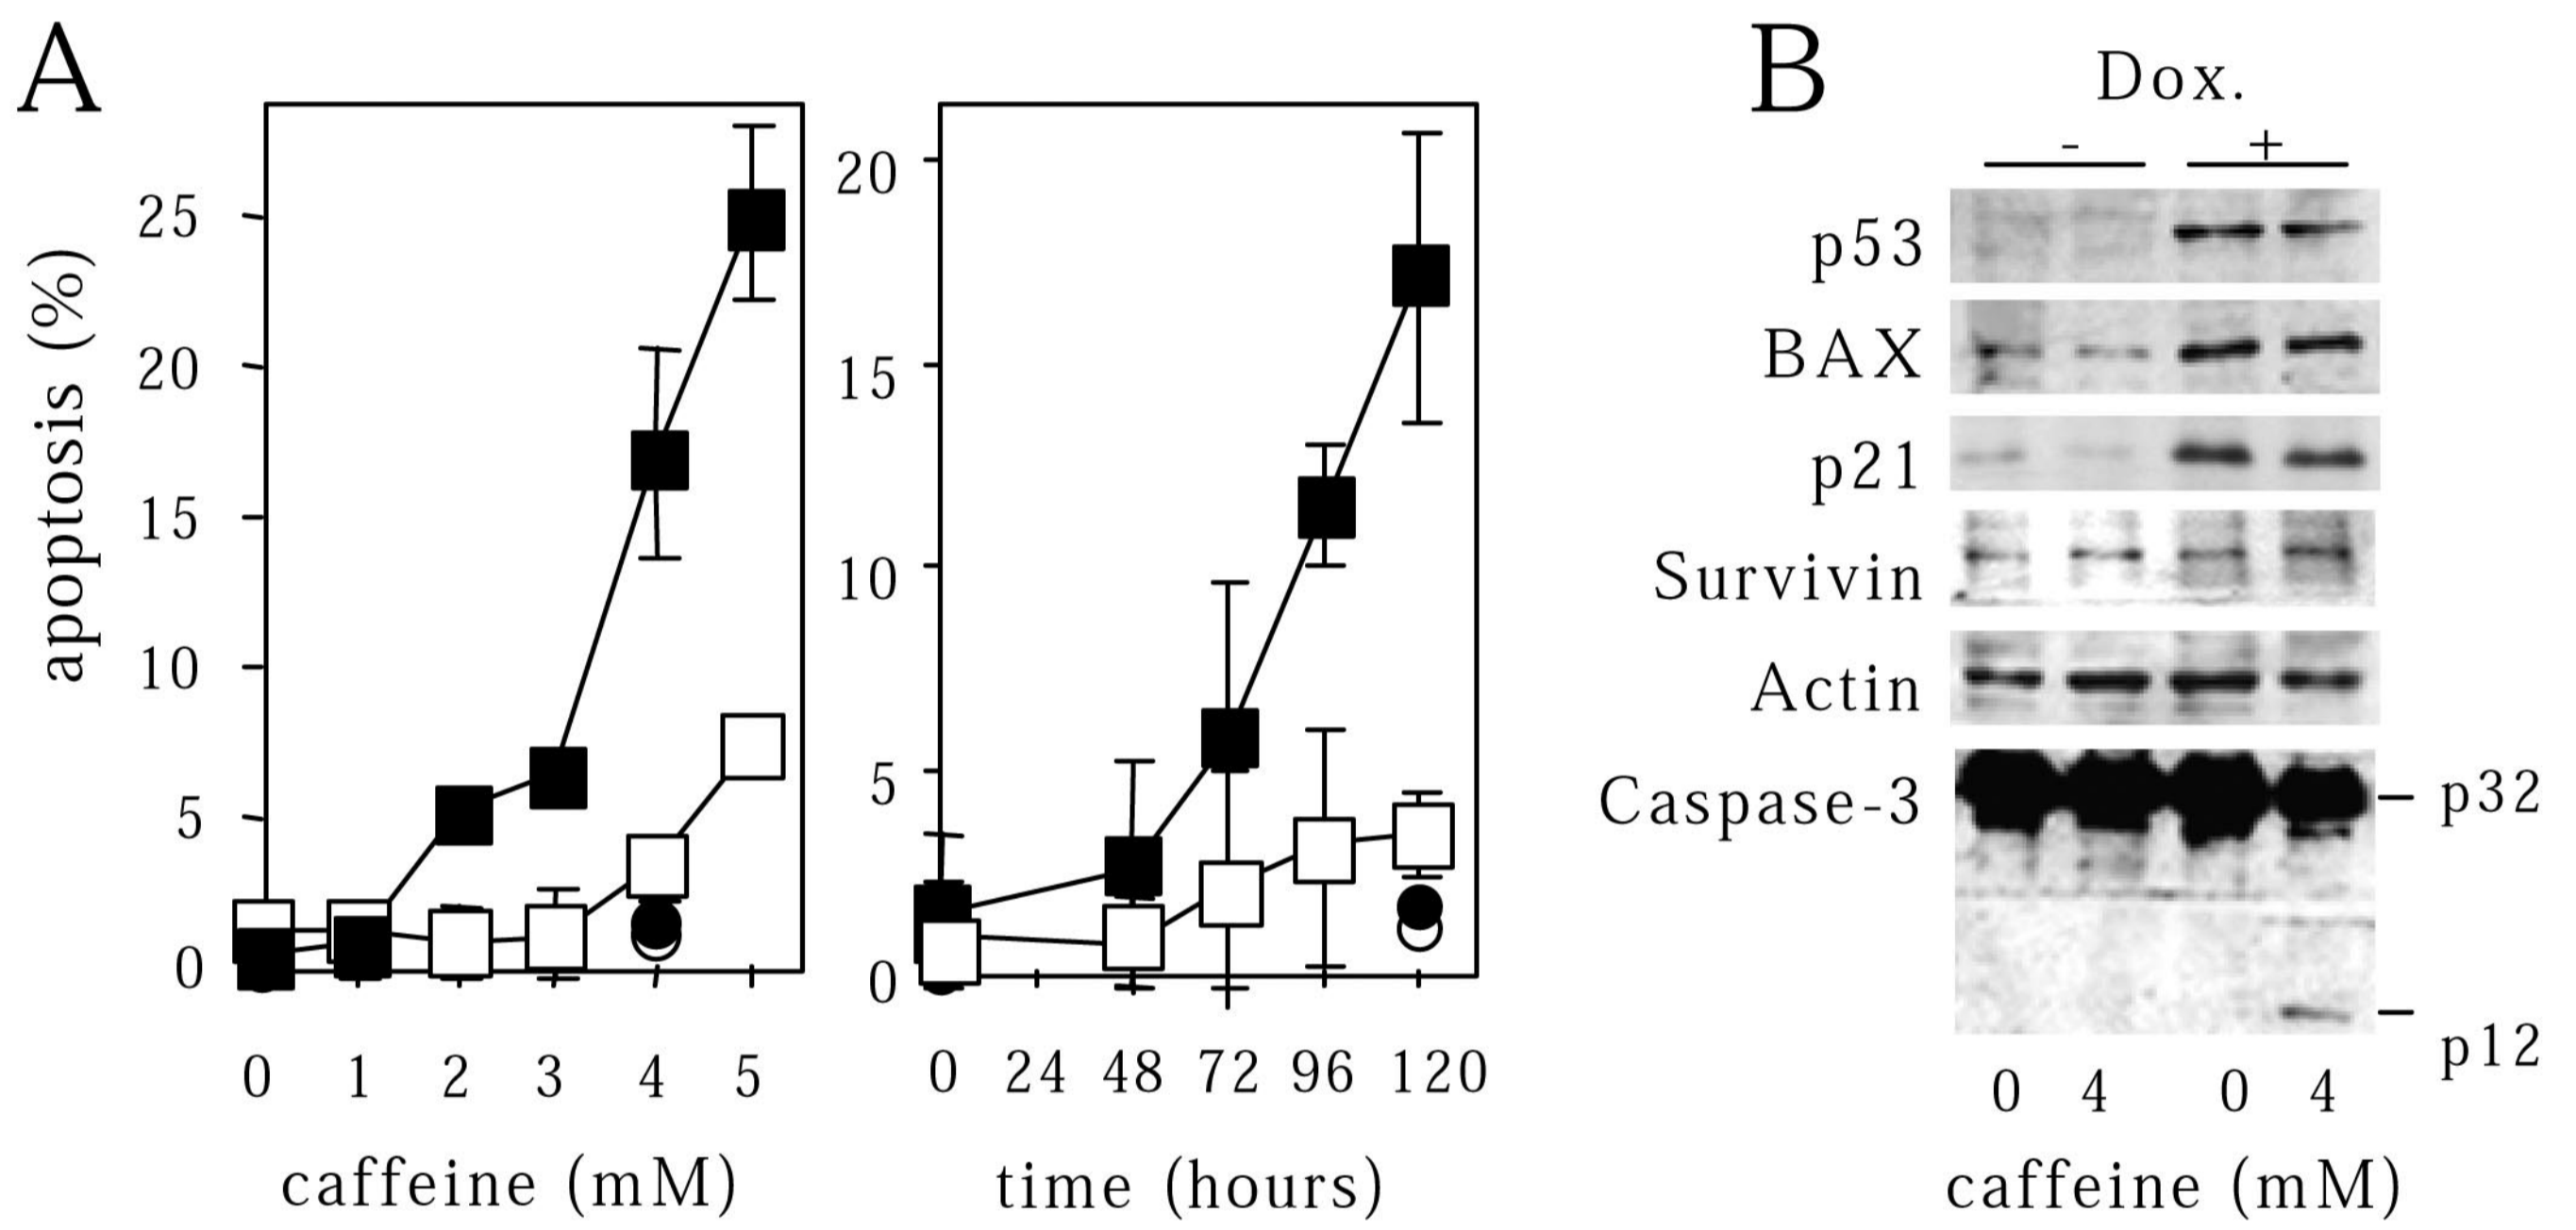 A
apoptosis (%)
25
20
15
10
5
0
0 1 2 3 4 5
caffeine (mM)
20
15
10
5
0
0 24 48 72 96 120
time (hours)
B
Dox.
- +
p53
BAX
p21
Survivin
Actin
Caspase-3
p32
p12
0 4 0 4
caffeine (mM)